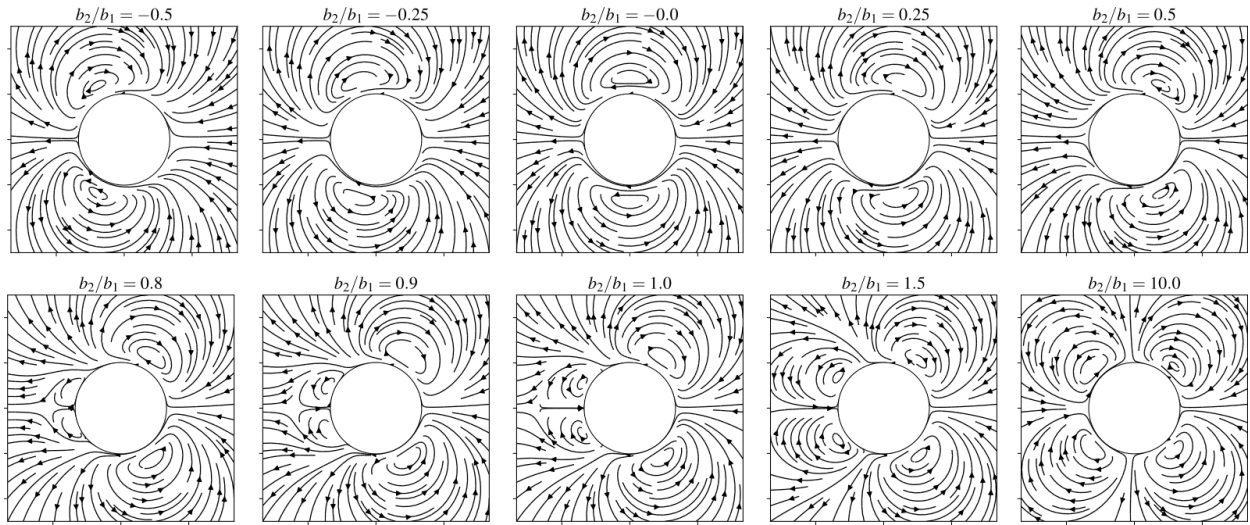 b₂/b₁ = −0.5
b₂/b₁ = −0.25
b₂/b₁ = −0.0
b₂/b₁ = 0.25
b₂/b₁ = 0.5
b₂/b₁ = 0.8
b₂/b₁ = 0.9
b₂/b₁ = 1.0
b₂/b₁ = 1.5
b₂/b₁ = 10.0